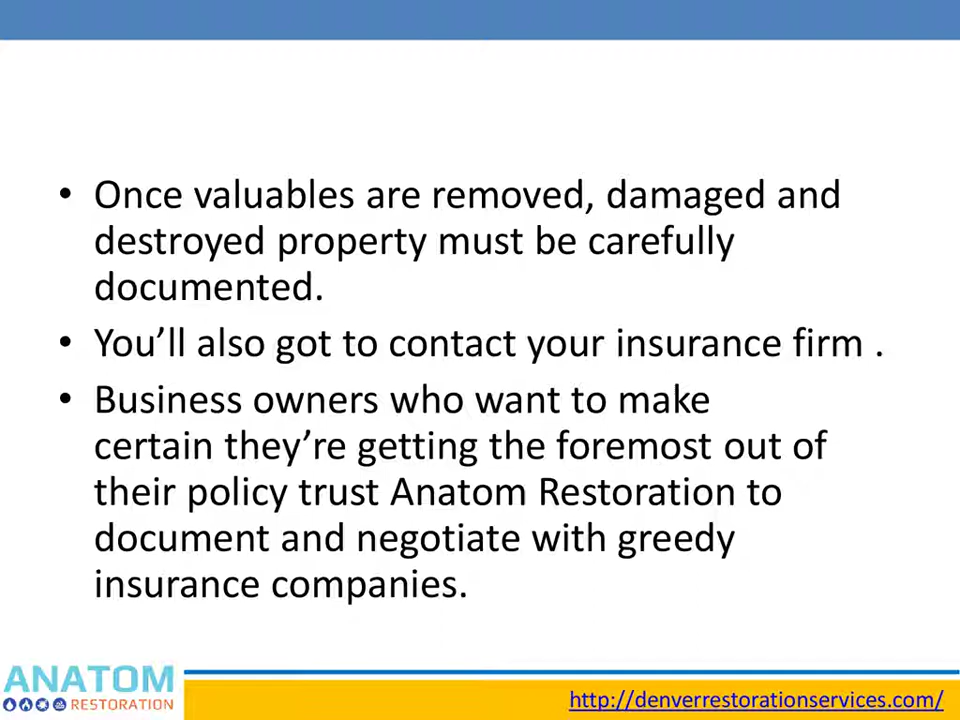 • Once valuables are removed, damaged and
destroyed property must be carefully
documented.
• You’ll also got to contact your insurance firm .
• Business owners who want to make
certain they’re getting the foremost out of
their policy trust Anatom Restoration to
document and negotiate with greedy
insurance companies.
ANATOM
RESTORATION
http://denverrestorationservices.com/